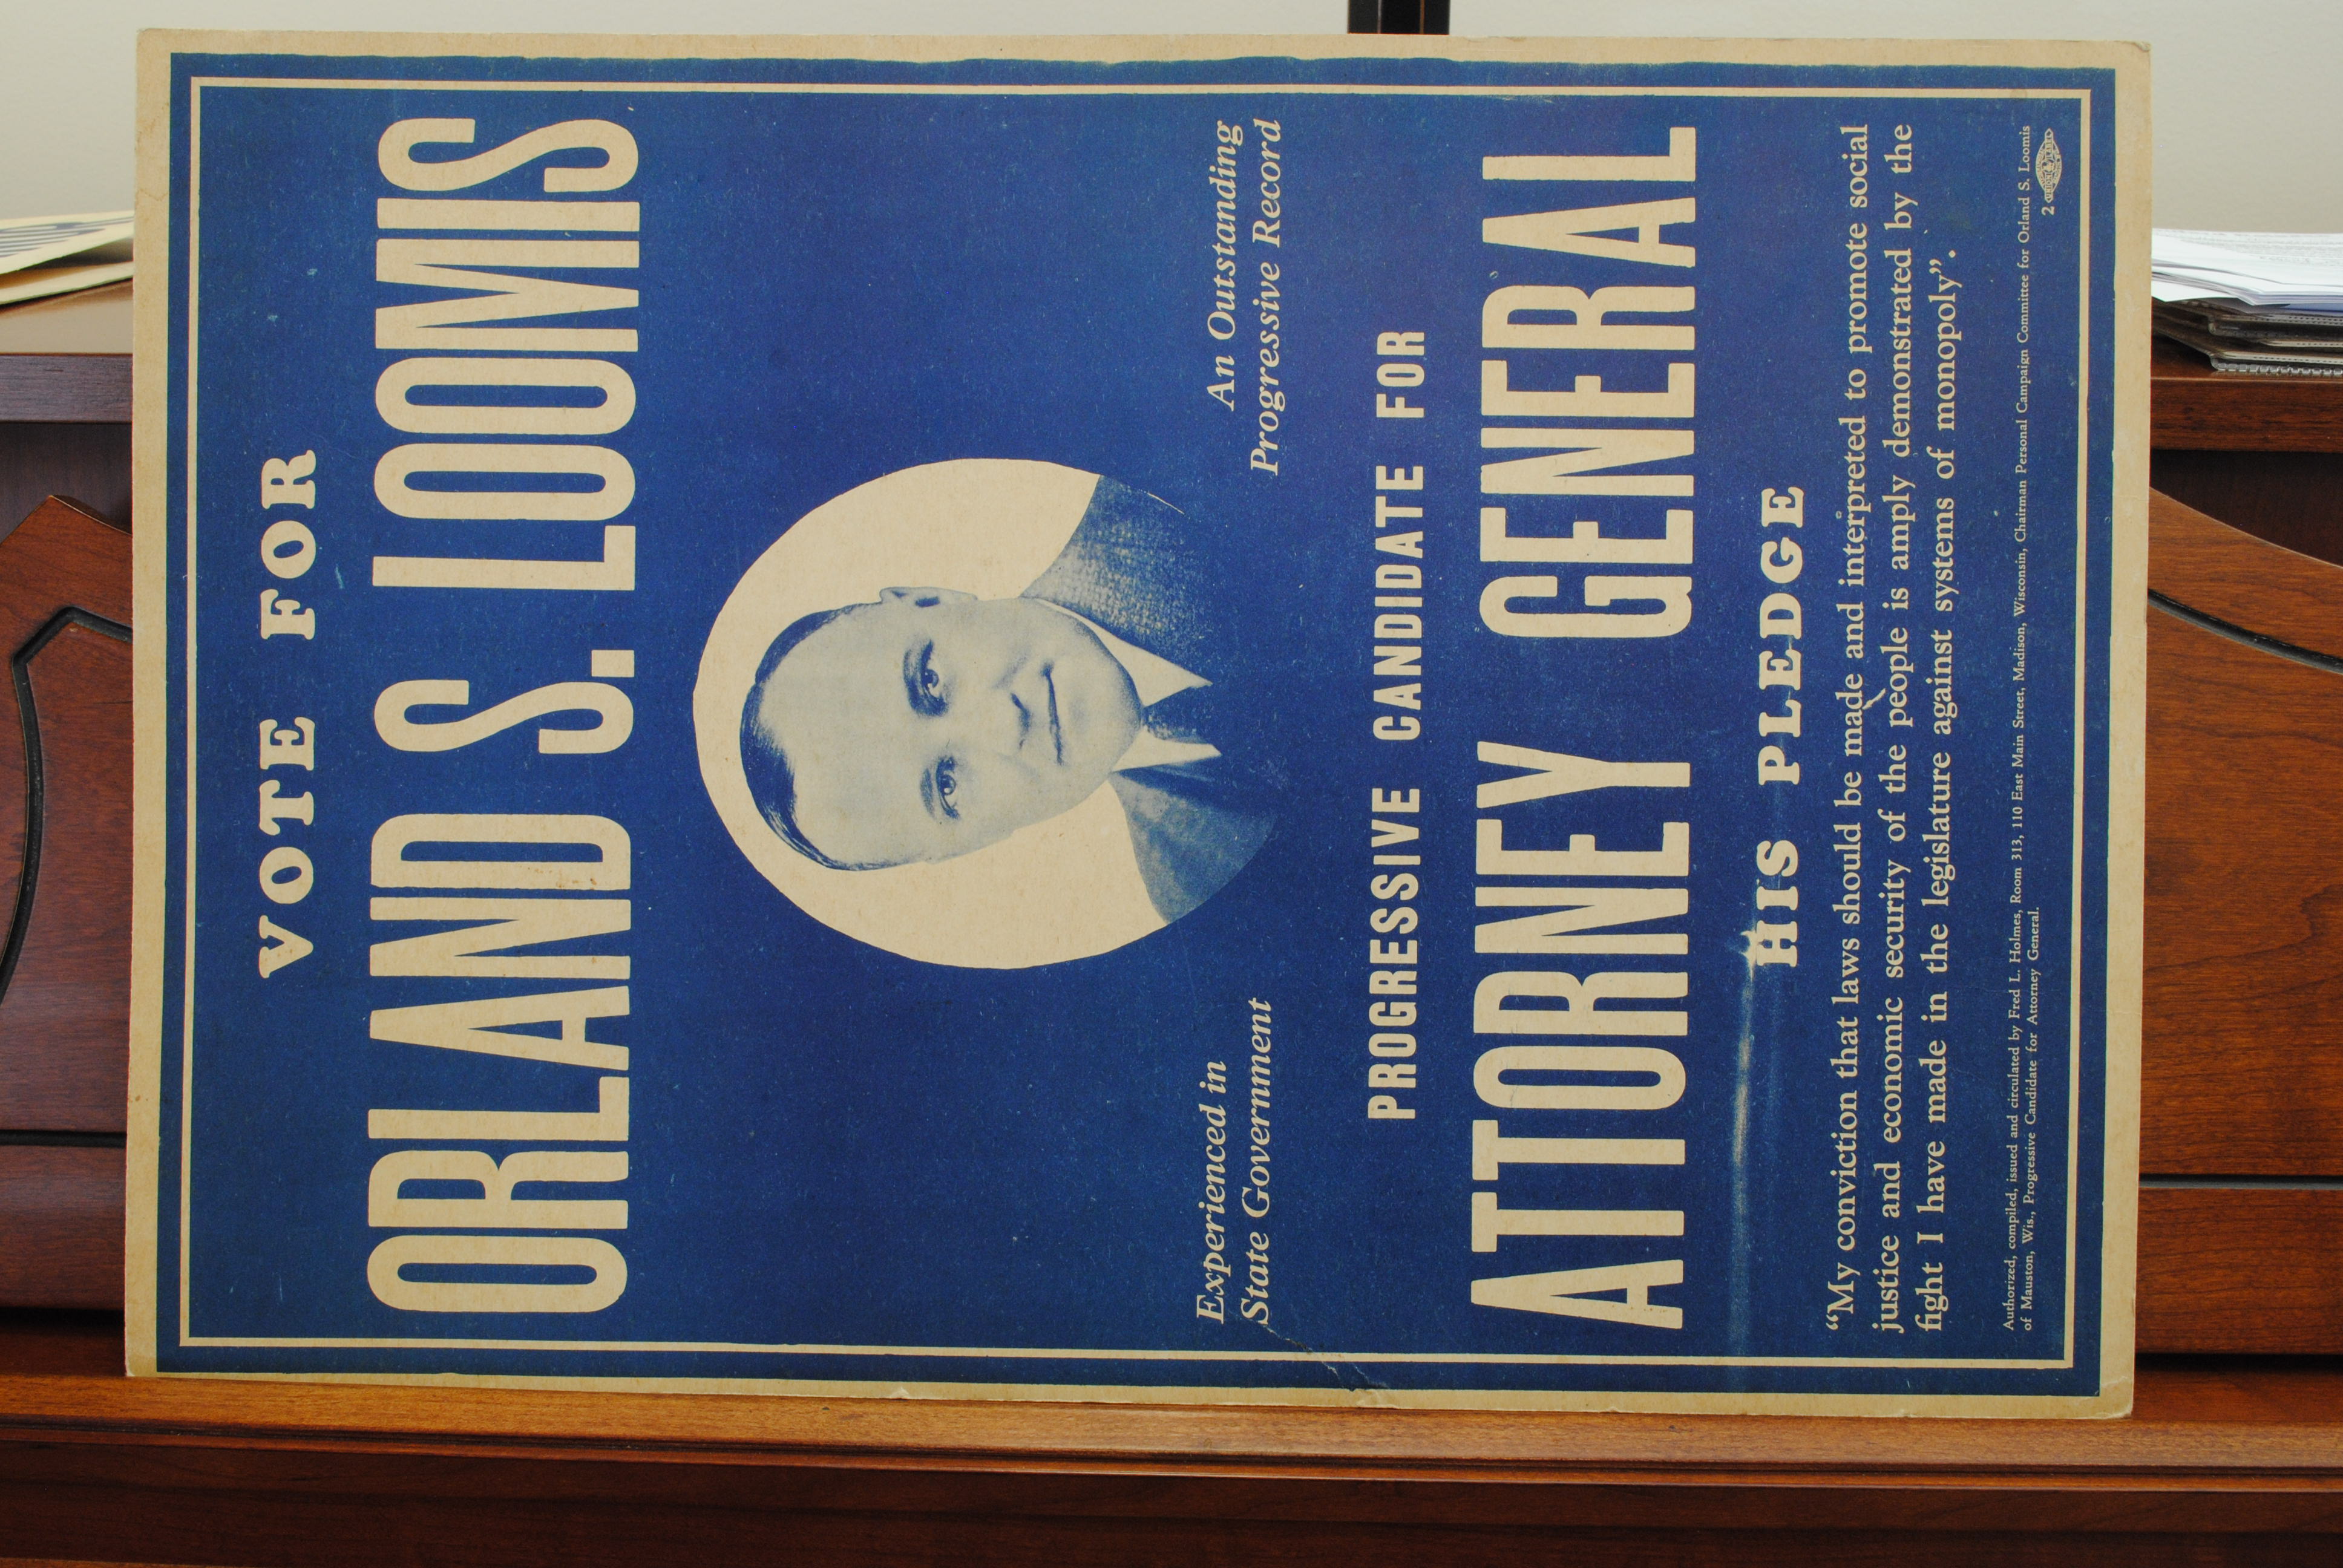 VOTE FOR
ORLAND S. LOOMIS
Experienced in
State Government
An Outstanding
Progressive Record
PROGRESSIVE CANDIDATE FOR
ATTORNEY GENERAL
HIS PLEDGE
“My conviction that laws should be made and interpreted to promote social
justice and economic security of the people is amply demonstrated by the
fight I have made in the legislature against systems of monopoly”.
Authorized, compiled, issued and circulated by Fred L. Holmes, Room 313, 110 East Main Street, Madison, Wisconsin, Chairman Personal Campaign Committee for Orland S. Loomis
of Mauston, Wis., Progressive Candidate for Attorney General.
2